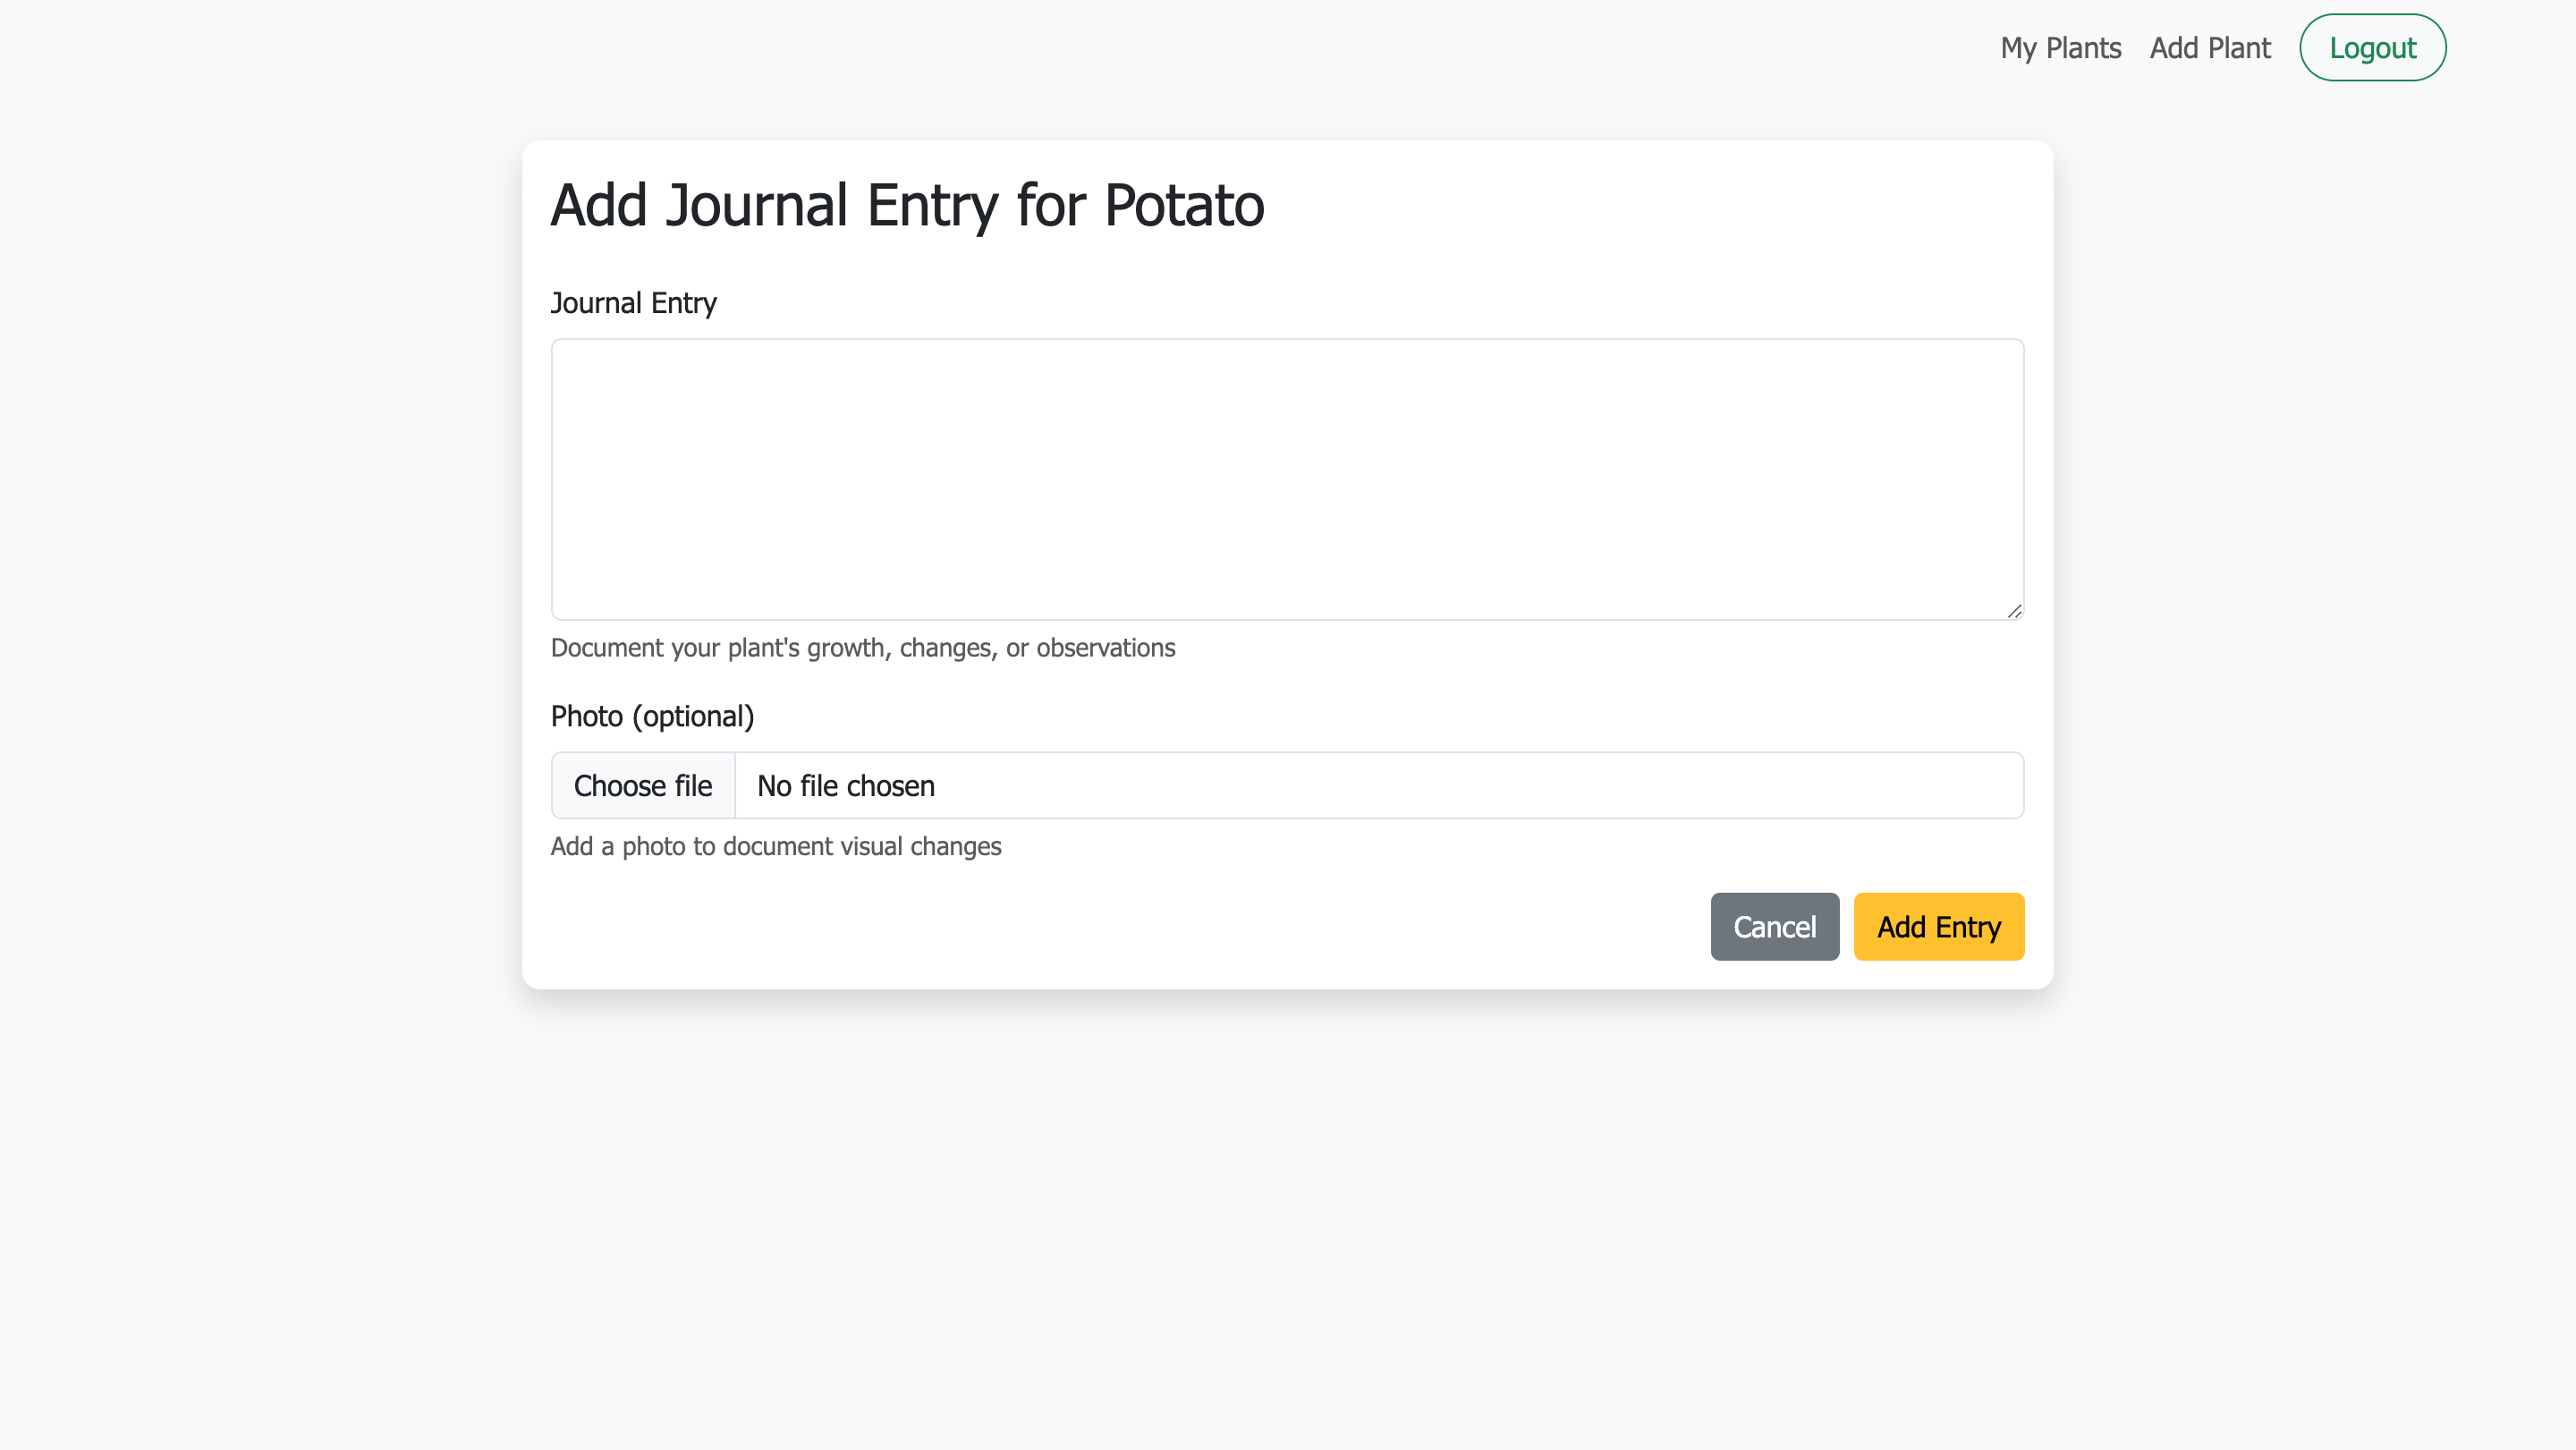 My Plants Add Plant Logout
Add Journal Entry for Potato
Journal Entry
Document your plant's growth, changes, or observations
Photo (optional)
Choose file No file chosen
Add a photo to document visual changes
Cancel Add Entry